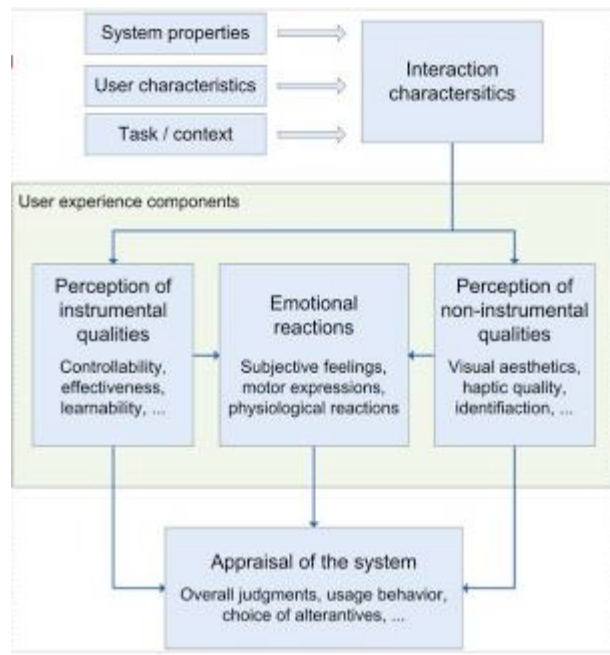 System properties
User characteristics
Task / context
Interaction
charactersitics
User experience components
Perception of
instrumental
qualities
Controllability,
effectiveness,
learnability, ...
Emotional
reactions
Subjective feelings,
motor expressions,
physiological reactions
Perception of
non-instrumental
qualities
Visual aesthetics,
haptic quality,
identifiaction, ...
Appraisal of the system
Overall judgments, usage behavior,
choice of alterantives, ...